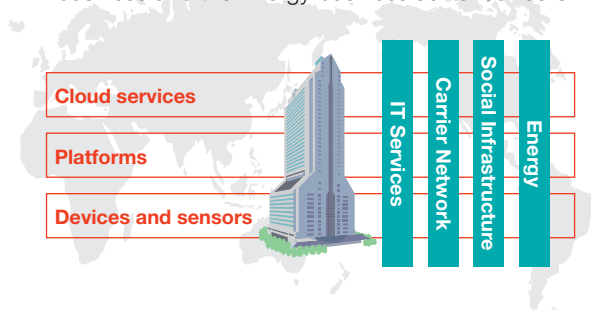 Cloud services
Platforms
Devices and sensors
IT Services
Carrier Network
Social Infrastructure
Energy